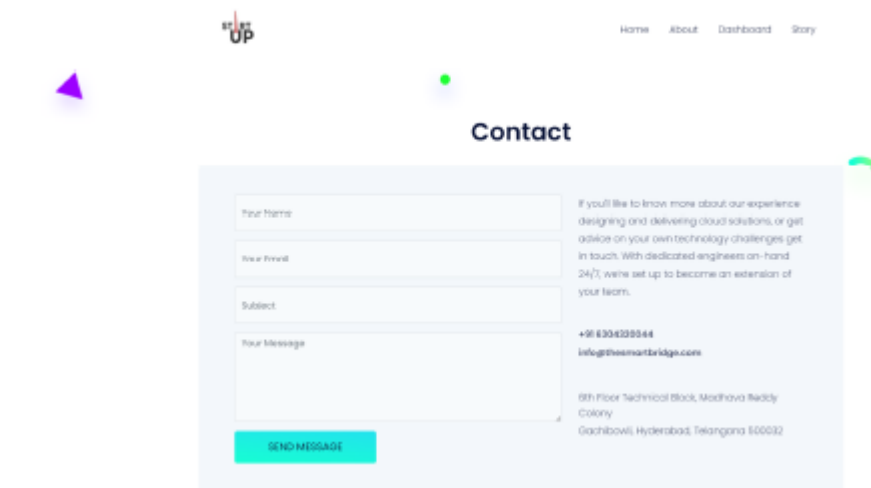 START
UP
Home About Dashboard Story
Contact
Your Name
Your Email
Subject
Your Message
SEND MESSAGE
If you'll like to know more about our experience
designing and delivering cloud solutions, or get
advice on your own technology challenges get
in touch. With dedicated engineers on-hand
24/7, we're set up to become an extension of
your team.
info@thesmartbridge.com
6th Floor Technical Block, Madhava Reddy
Colony
Gachibowli, Hyderabad, Telangana 500032